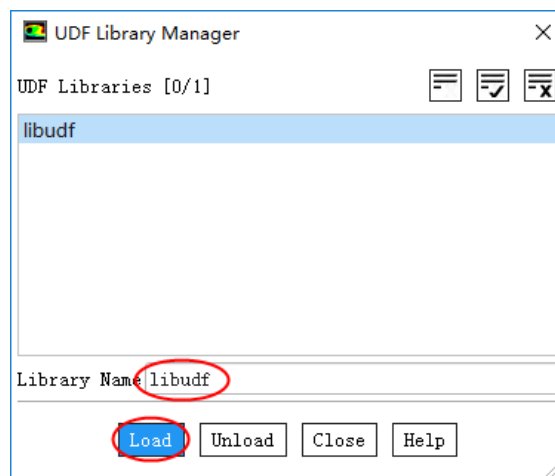 UDF Library Manager
UDF Libraries [0/1]
libudf
Library Name libudf
Load Unload Close Help